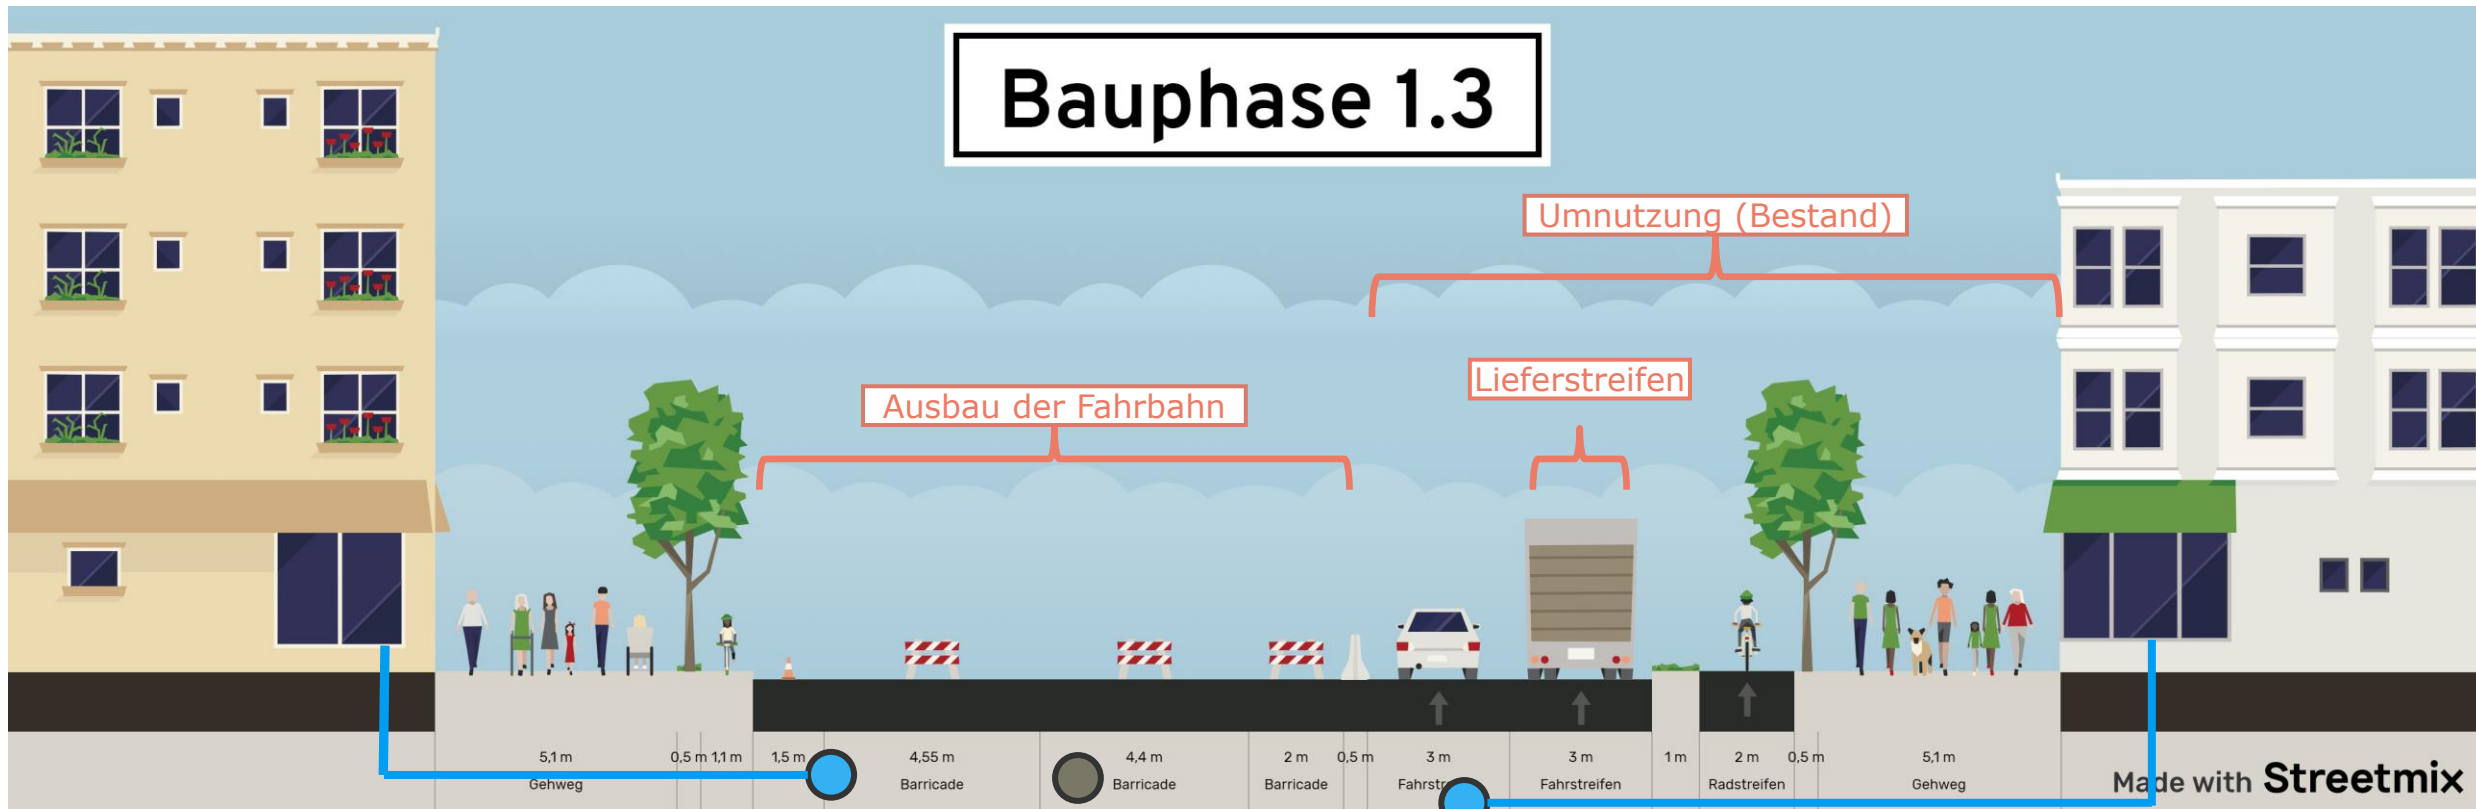 Bauphase 1.3
Umnutzung (Bestand)
Lieferstreifen
Ausbau der Fahrbahn
5,1 m
0,5 m
1,1 m
1,5 m
4,55 m
4,4 m
2 m
0,5 m
3 m
3 m
1 m
2 m
0,5 m
5,1 m
Gehweg
Barricade
Barricade
Barricade
Fahrstr
Fahrstreifen
Radstreifen
Gehweg
Made with Streetmix